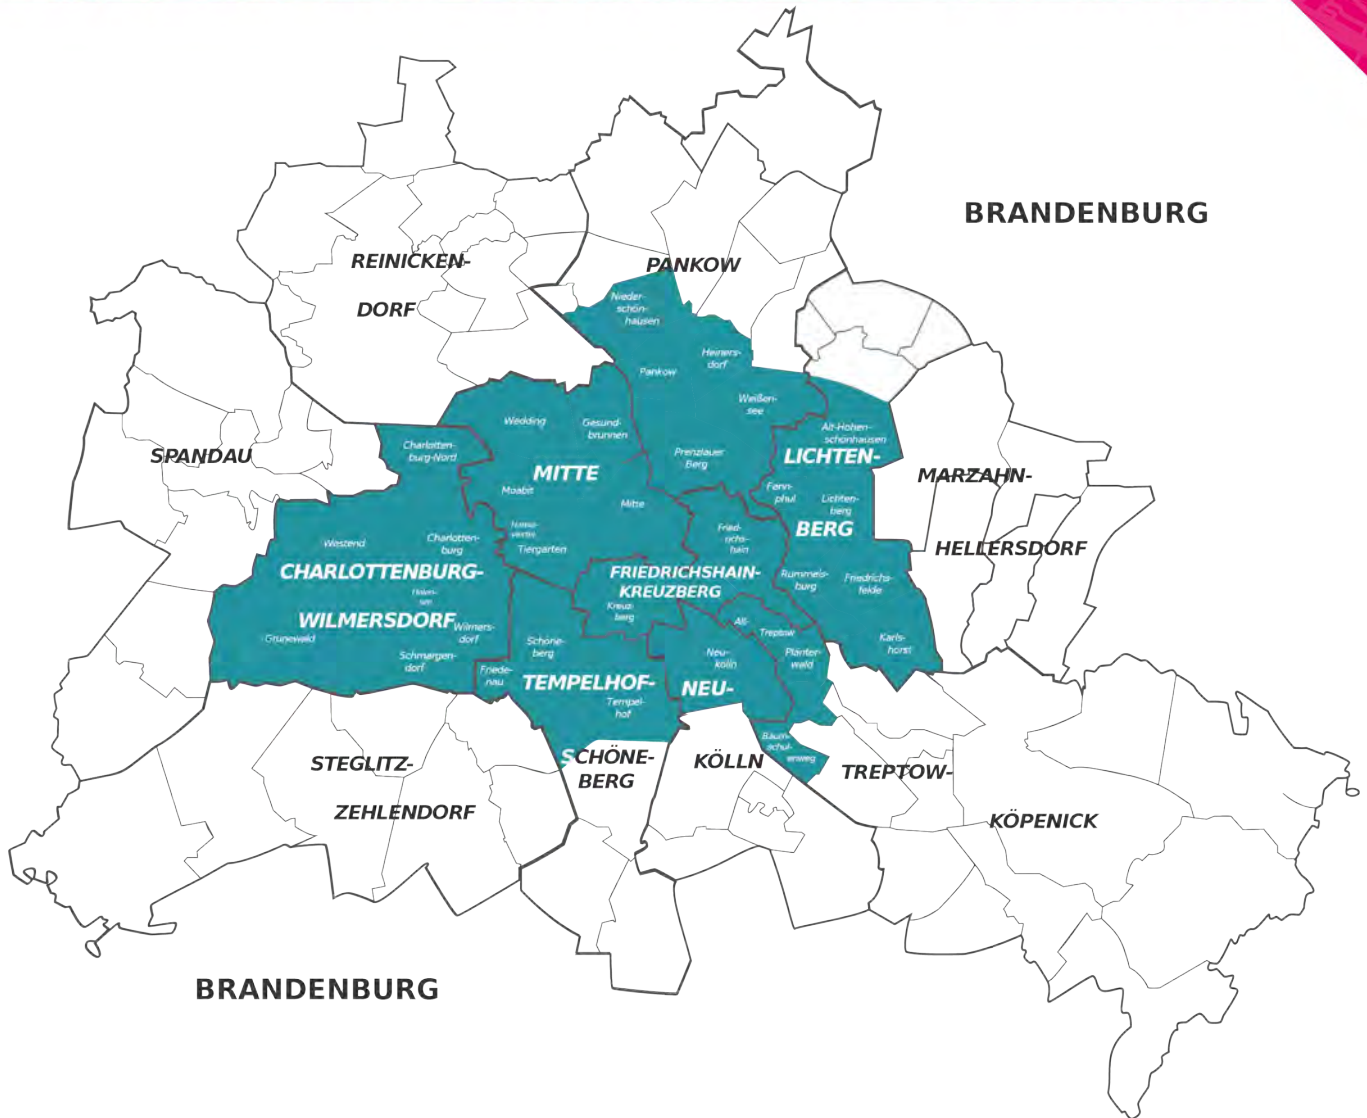 BRANDENBURG
REINICKEN-
DORF
PANKOW
Nieder-
schön-
hausen
Heiners-
dorf
Pankow
Weißen-
see
Wedding
Gesund-
brunnen
Alt-Hohen-
schönhausen
Charlotten-
burg-Nord
SPANDAU
Prenzlauer
Berg
LICHTEN-
BERG
MITTE
MARZAHN-
HELLERSDORF
Moabit
Mitte
Fenn-
pfuhl
Lichten-
berg
Tiergarten
Fried-
richs-
hain
Westend
Charlotten-
burg
CHARLOTTENBURG-
WILMERSDORF
FRIEDRICHSHAIN-
KREUZBERG
Rummels-
burg
Friedrichs-
felde
Kreuz-
berg
Grunewald
Wilmers-
dorf
Schmargen-
dorf
Schöne-
berg
Alt-
Treptow
Neu-
kölln
Plänter-
wald
Karls-
horst
Friede-
nau
TEMPELHOF-
NEU-
Tempel-
hof
Baum-
schul-
enweg
STEGLITZ-
ZEHLENDORF
SCHÖNE-
BERG
KÖLLN
TREPTOW-
KÖPENICK
BRANDENBURG